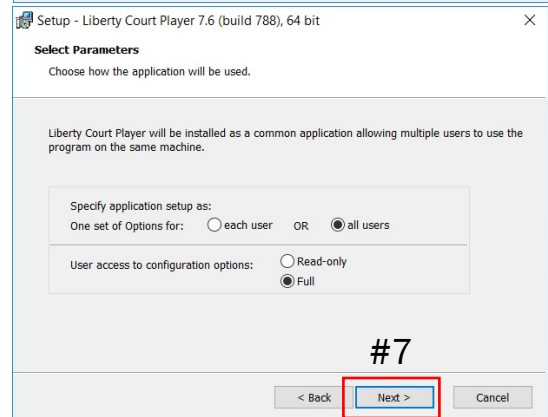 Setup - Liberty Court Player 7.6 (build 788), 64 bit
Select Parameters
Choose how the application will be used.
Liberty Court Player will be installed as a common application allowing multiple users to use the
program on the same machine.
Specify application setup as:
One set of Options for: each user OR all users
User access to configuration options: Read-only
Full
#7
< Back Next > Cancel